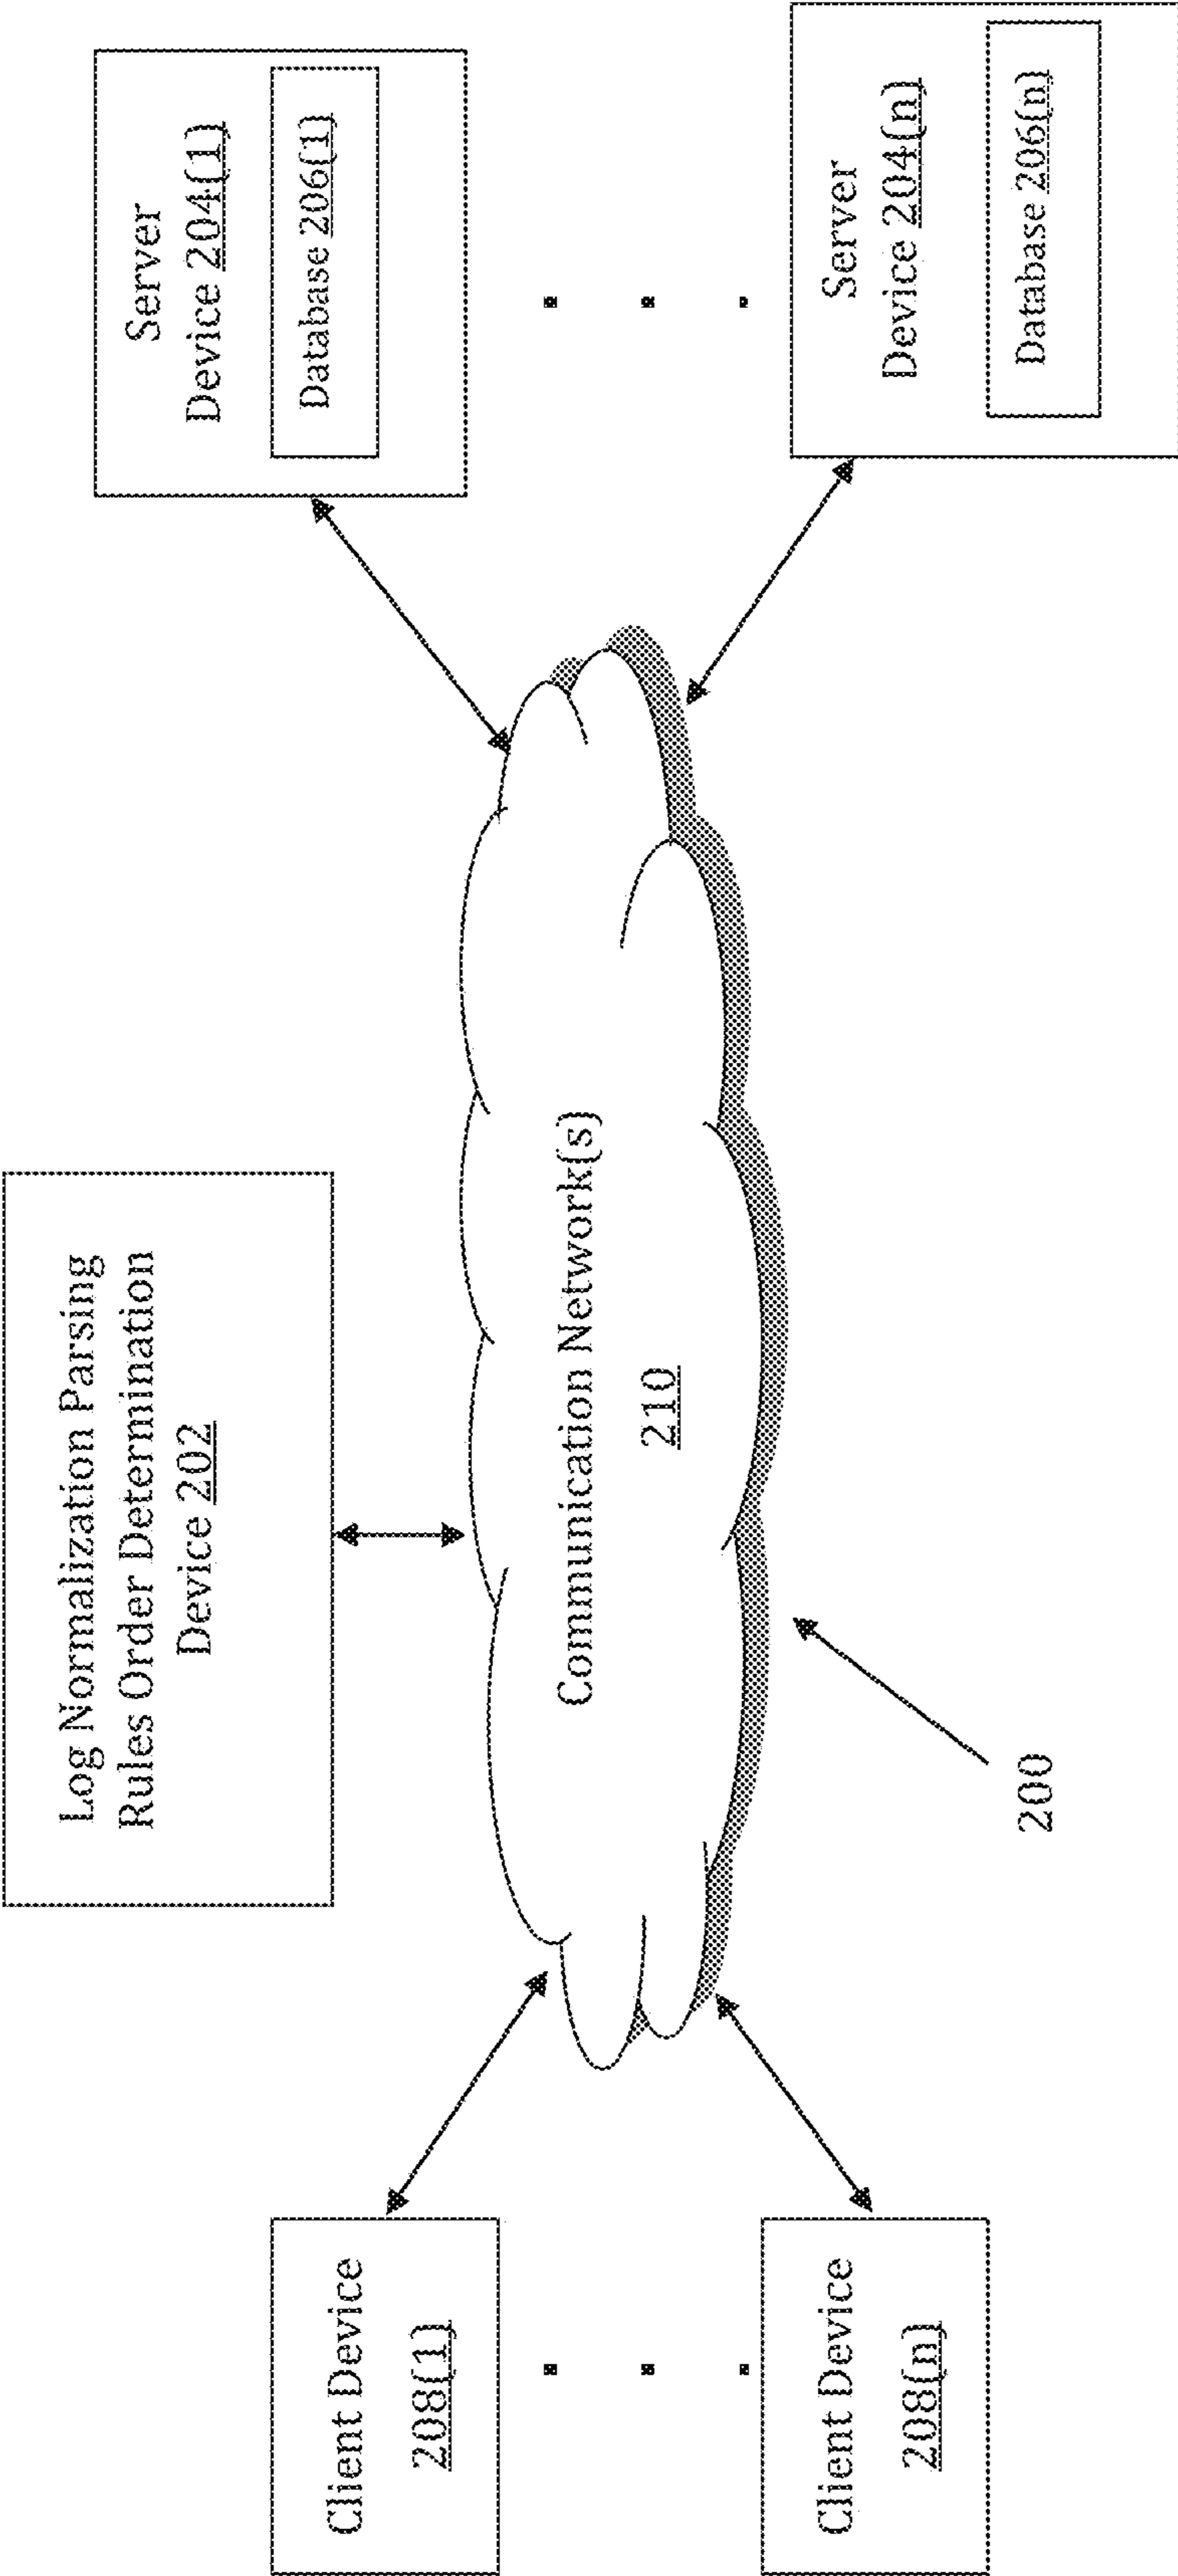 Log Normalization Parsing
Rules Order Determination
Device 202
Client Device
208(1)
Client Device
208(n)
Communication Network(s)
210
200
Server
Device 204(1)
Database 206(1)
Server
Device 204(n)
Database 206(n)